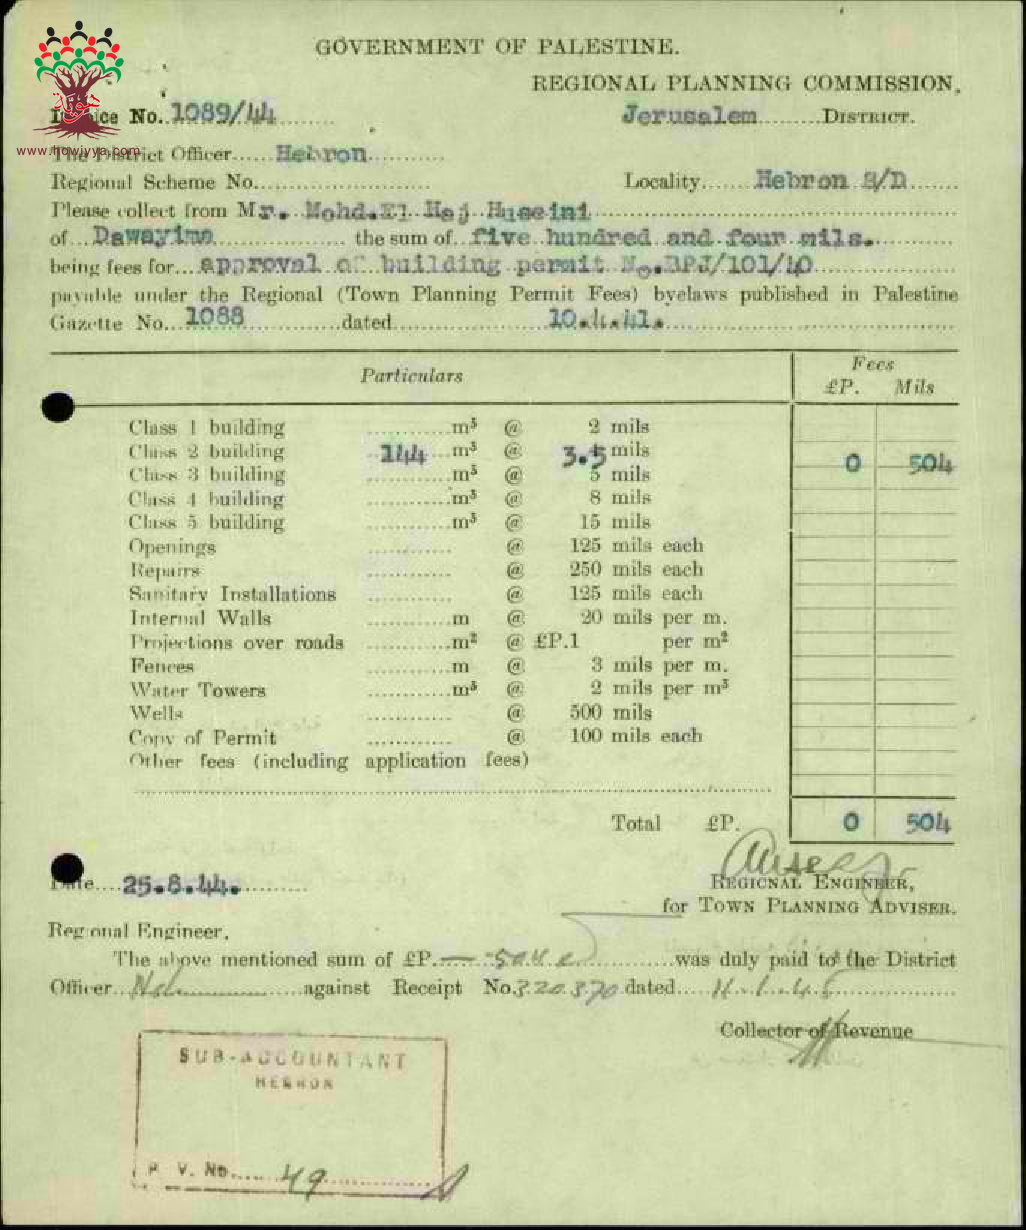 GOVERNMENT OF PALESTINE.
REGIONAL PLANNING COMMISSION.
Invoice No. 1089/44 Jerusalem DISTRICT.
www.howiyya.com
The District Officer Hebron
Regional Scheme No. Locality Hebron S/D
Please collect from Mr. Mohd.El Haj Huseini
of Dawayima the sum of five hundred and four mils.
being fees for approval of building permit No.BPJ/101/40
payable under the Regional (Town Planning Permit Fees) byelaws published in Palestine
Gazette No. 1088 dated 10.4.41.
Particulars Fees
£P. Mils
Class 1 building m³ @ 2 mils
Class 2 building 144 m³ @ 3.5 mils 0 504
Class 3 building m³ @ 5 mils
Class 4 building m³ @ 8 mils
Class 5 building m³ @ 15 mils
Openings @ 125 mils each
Repairs @ 250 mils each
Sanitary Installations @ 125 mils each
Internal Walls m @ 20 mils per m.
Projections over roads m² @ £P.1 per m²
Fences m @ 3 mils per m.
Water Towers m³ @ 2 mils per m³
Wells @ 500 mils
Copy of Permit @ 100 mils each
Other fees (including application fees)
Total £P. 0 504
Date 25.8.44.
REGIONAL ENGINEER,
for TOWN PLANNING ADVISER.
Regional Engineer.
The above mentioned sum of £P. was duly paid to the District
Officer against Receipt No. 320370 dated 11.1.45
Collector of Revenue
SUB-ACCOUNTANT
HEBRON
P. V. No. 49